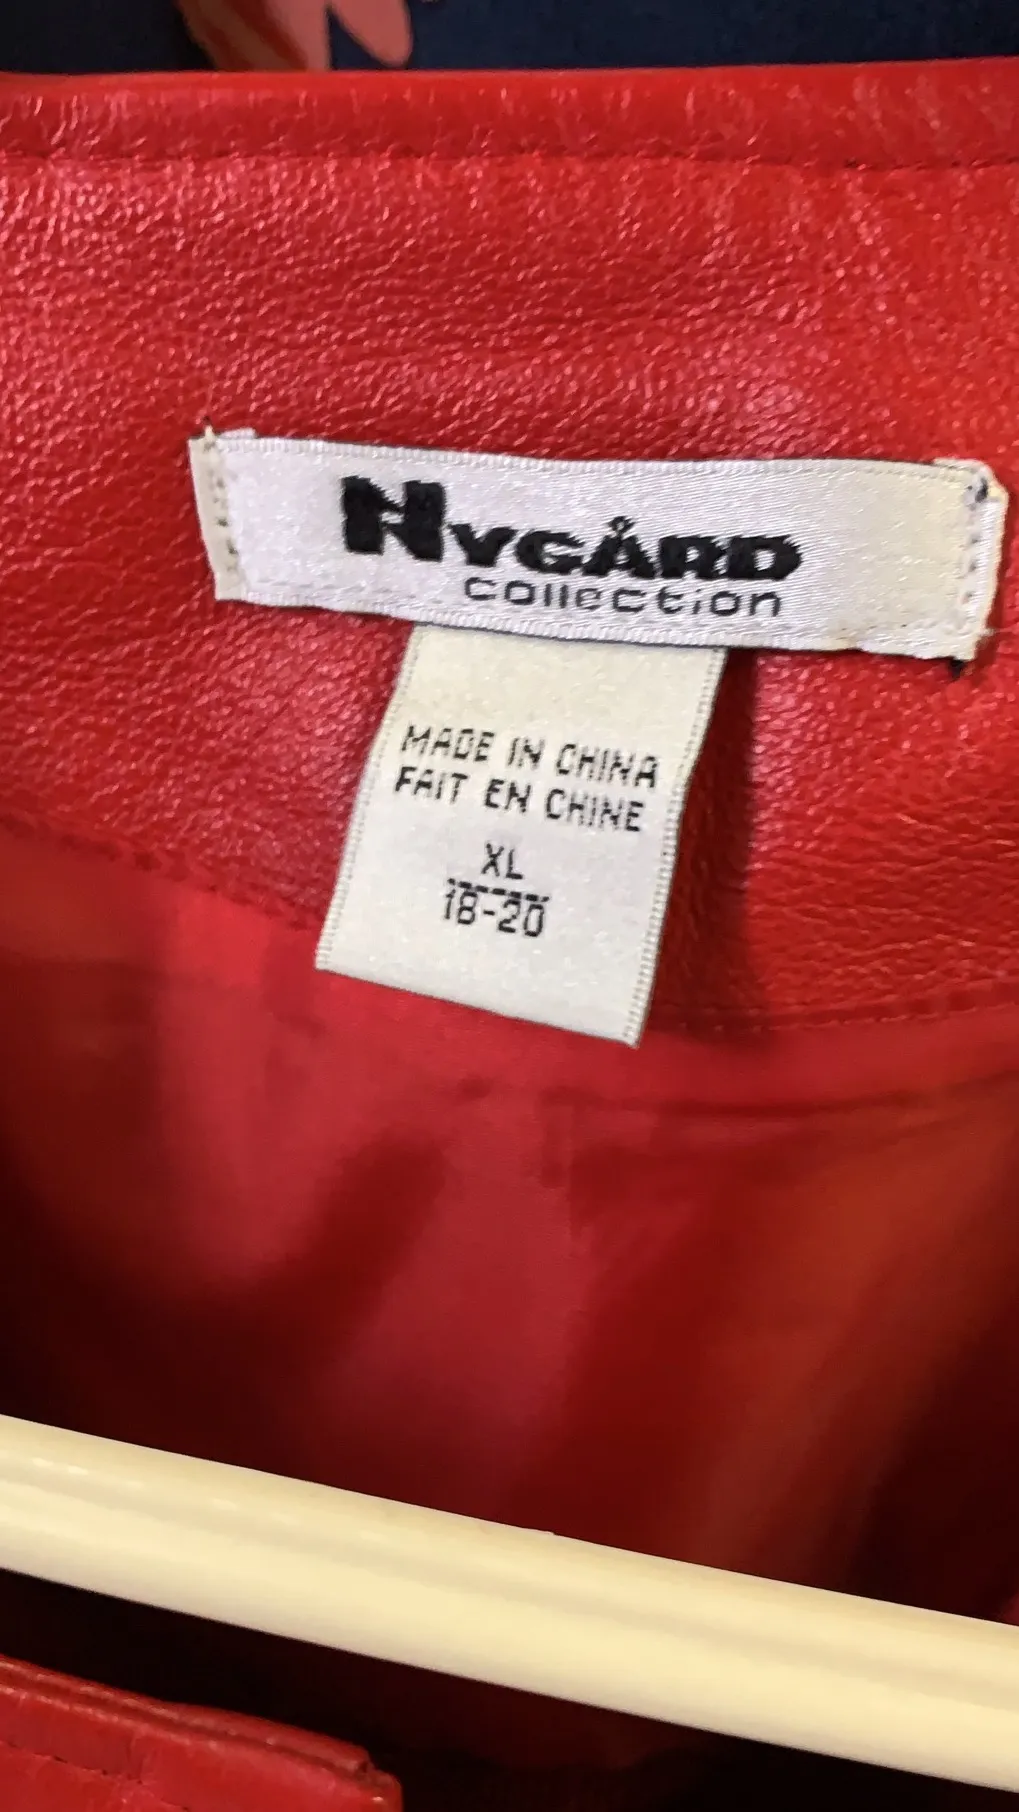 NYGÅRD
collection
MADE IN CHINA
FAIT EN CHINE
XL
18-20